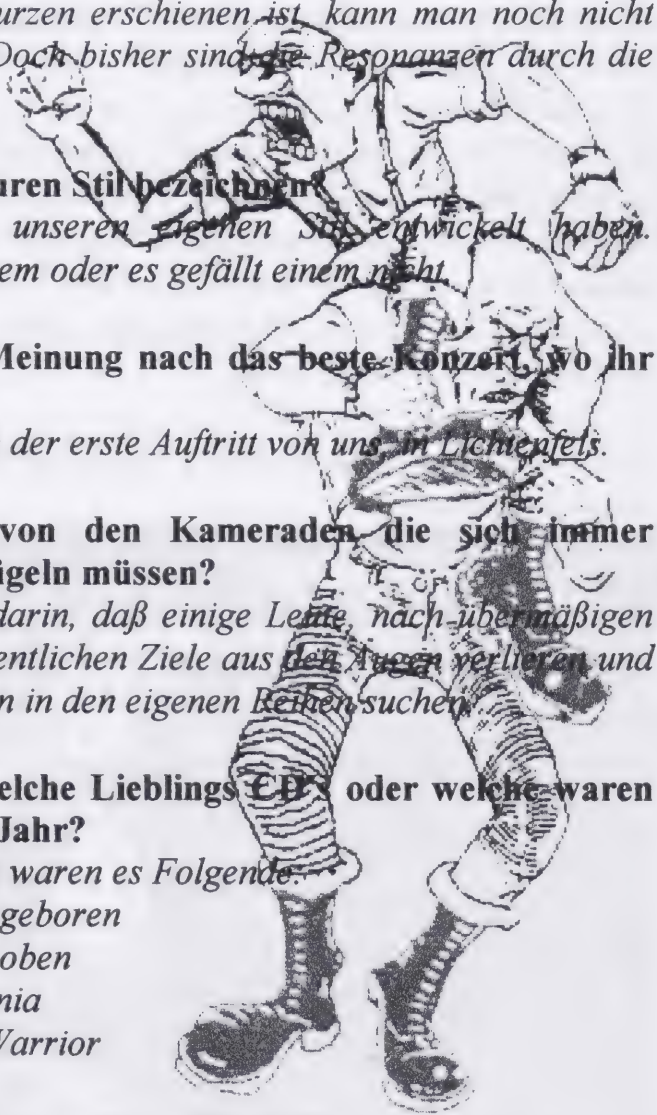 urzen erschienen ist, kann man noch nicht
Doch bisher sind die Resonanzen durch die
uren Stil bezeichnen?
unseren eigenen Stil entwickelt haben.
em oder es gefällt einem nicht.
Meinung nach das beste Konzert, wo ihr
der erste Auftritt von uns, in Lichtenfels.
von den Kameraden die sich immer
igeln müssen?
darin, daß einige Leute, nach übermäßigen
entlichen Ziele aus den Augen verlieren und
n in den eigenen Reihen suchen.
elche Lieblings CD's oder welche waren
Jahr?
waren es Folgende:
geboren
oben
nia
Warrior